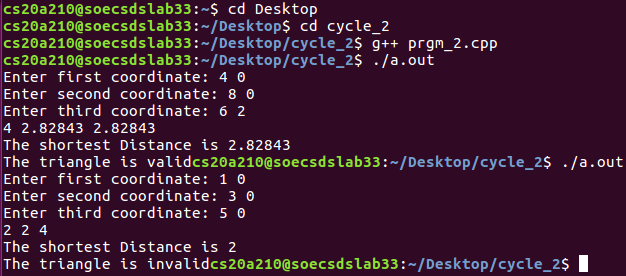 cs20a210@soecsdslab33:~$ cd Desktop
cs20a210@soecsdslab33:~/Desktop$ cd cycle_2
cs20a210@soecsdslab33:~/Desktop/cycle_2$ g++ prgm_2.cpp
cs20a210@soecsdslab33:~/Desktop/cycle_2$ ./a.out
Enter first coordinate: 4 0
Enter second coordinate: 8 0
Enter third coordinate: 6 2
4 2.82843 2.82843
The shortest Distance is 2.82843
The triangle is validcs20a210@soecsdslab33:~/Desktop/cycle_2$ ./a.out
Enter first coordinate: 1 0
Enter second coordinate: 3 0
Enter third coordinate: 5 0
2 2 4
The shortest Distance is 2
The triangle is invalidcs20a210@soecsdslab33:~/Desktop/cycle_2$